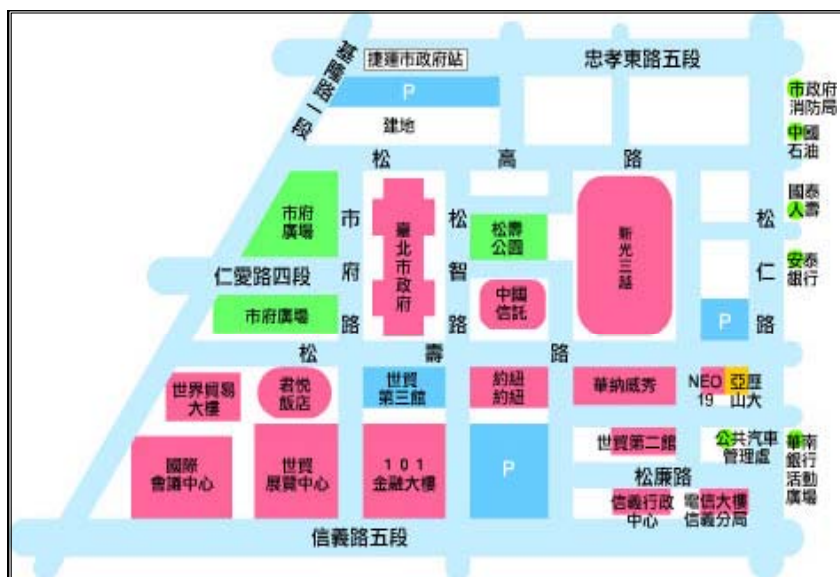 忠孝東路五段
捷運市政府站
基隆路一段
P
建地
市政府
消防局
中國
石油
松高路
國泰
人壽
市府
廣場
市府路
臺北市政府
松智路
松壽
公園
新光三越
松仁路
安泰
銀行
仁愛路四段
市府廣場
中國
信託
P
松壽路
世界貿易
大樓
君悅
飯店
世貿
第三館
約紐
約紐
華納威秀
NEO
19
亞歷
山大
國際
會議中心
世貿
展覽中心
101
金融大樓
P
世貿第二館
公共汽車
管理處
華南
銀行
活動
廣場
松廉路
信義行政
中心
電信大樓
信義分局
信義路五段